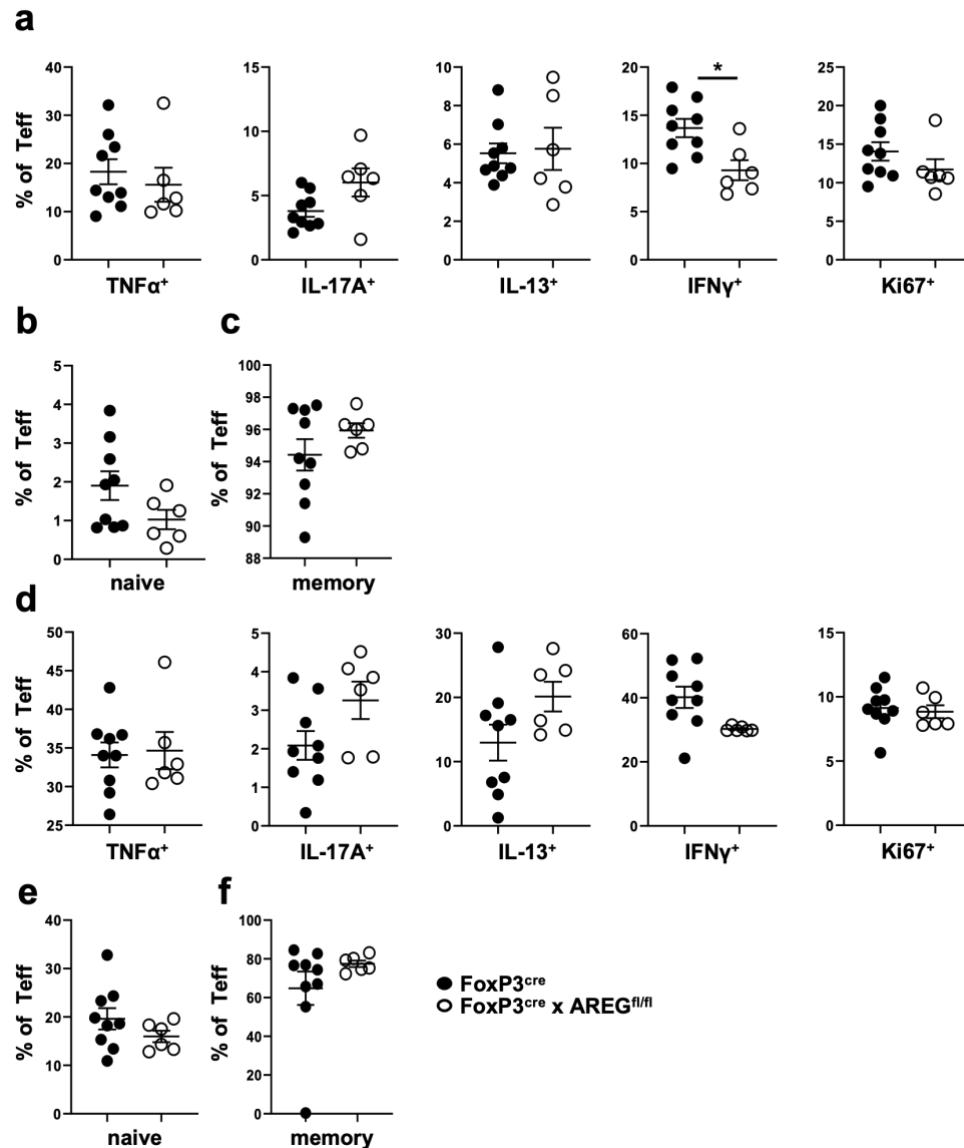 a
% of Teff
40
30
20
10
0
TNFα⁺
15
10
5
0
IL-17A⁺
10
8
6
4
2
0
IL-13⁺
20
15
10
5
0
*
IFNγ⁺
25
20
15
10
5
0
Ki67⁺
b
% of Teff
5
4
3
2
1
0
naive
c
% of Teff
100
98
96
94
92
90
88
memory
d
% of Teff
50
45
40
35
30
25
TNFα⁺
5
4
3
2
1
0
IL-17A⁺
30
20
10
0
IL-13⁺
60
40
20
0
IFNγ⁺
15
10
5
0
Ki67⁺
e
% of Teff
40
30
20
10
0
naive
f
% of Teff
100
80
60
40
20
0
memory
FoxP3ᶜʳᵉ
FoxP3ᶜʳᵉ x AREGᶠˡ/ᶠˡ